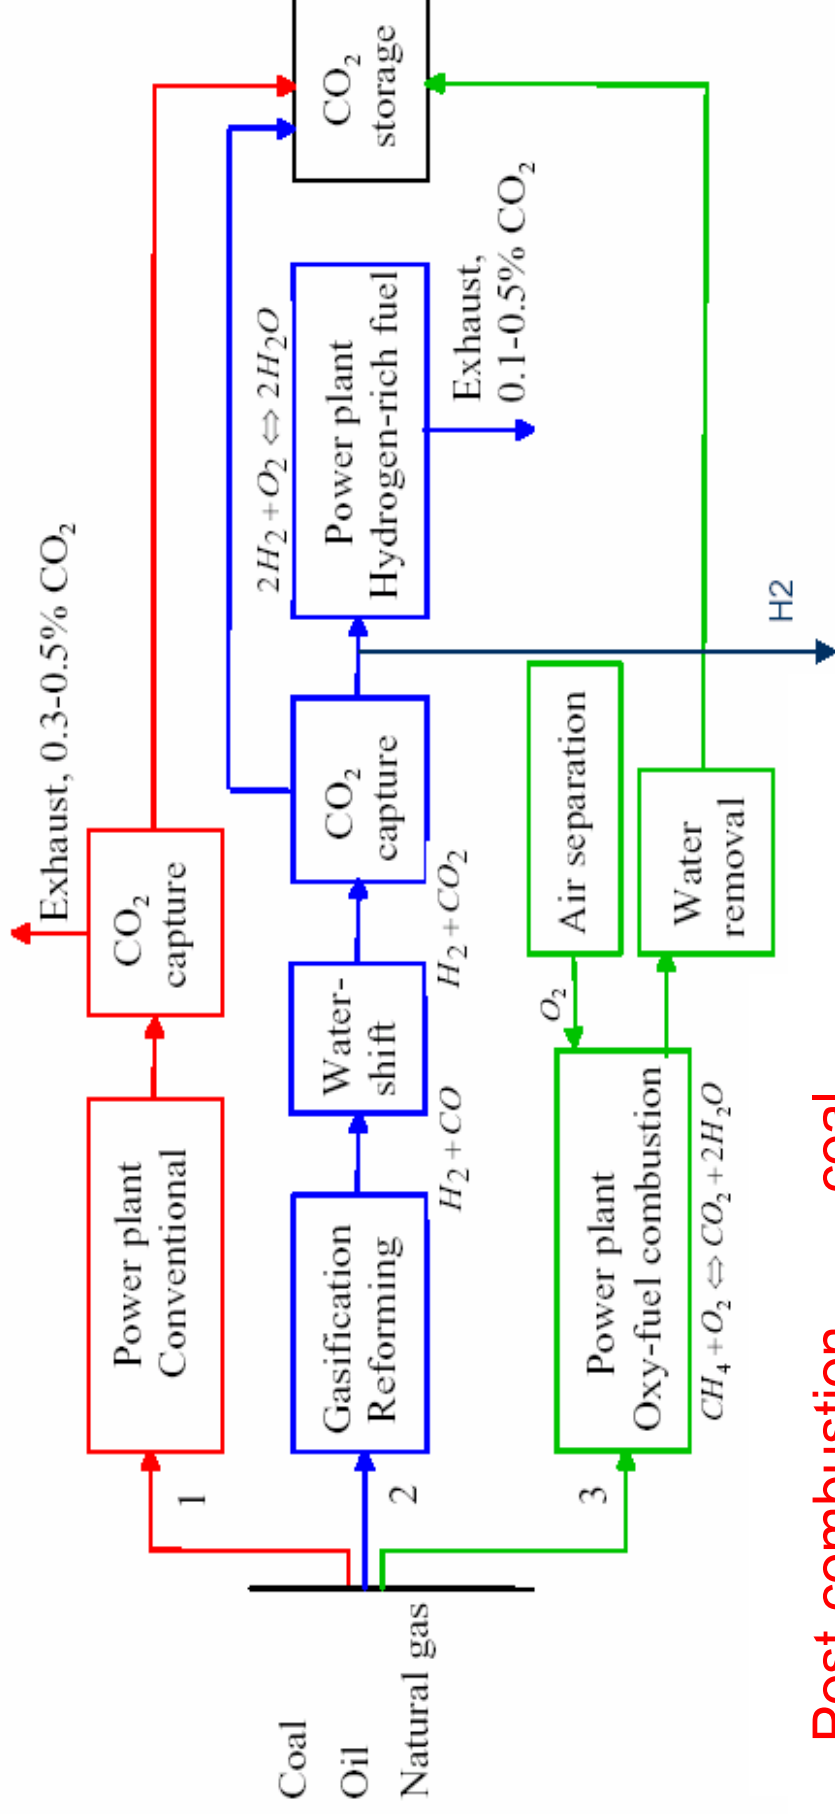 Exhaust, 0.3-0.5% CO₂
Power plant
Conventional
CO₂
capture
1
Coal
Oil
Natural gas
2
Gasification
Reforming
H₂+CO
Water-
shift
H₂+CO₂
CO₂
capture
2H₂+O₂⇔2H₂O
Power plant
Hydrogen-rich fuel
Exhaust,
0.1-0.5% CO₂
CO₂
storage
3
Power plant
Oxy-fuel combustion
CH₄+O₂⇔CO₂+2H₂O
O₂
Air separation
Water
removal
H2
Post combustion coal